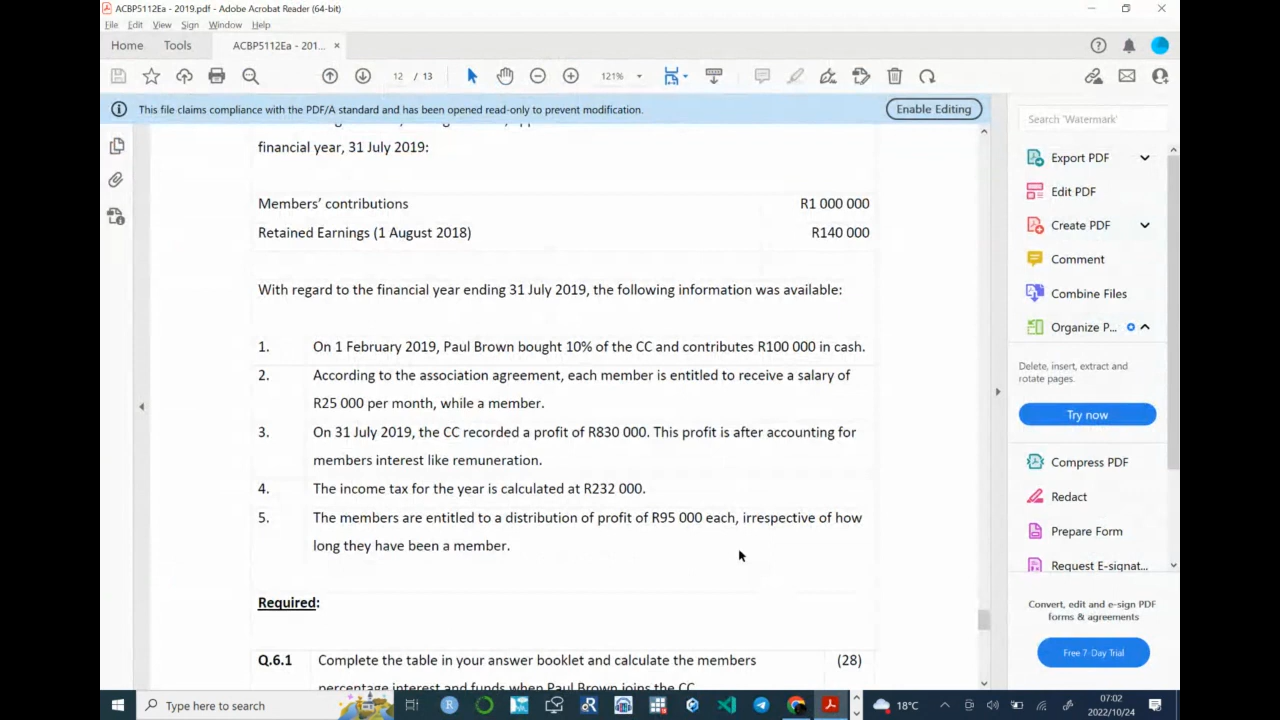 ACBP5112Ea - 2019.pdf - Adobe Acrobat Reader (64-bit)
File Edit View Sign Window Help
Home Tools ACBP5112Ea - 201... ×
12 / 13 121%
This file claims compliance with the PDF/A standard and has been opened read-only to prevent modification. Enable Editing
financial year, 31 July 2019:
Members' contributions R1 000 000
Retained Earnings (1 August 2018) R140 000
With regard to the financial year ending 31 July 2019, the following information was available:
1. On 1 February 2019, Paul Brown bought 10% of the CC and contributes R100 000 in cash.
2. According to the association agreement, each member is entitled to receive a salary of
R25 000 per month, while a member.
3. On 31 July 2019, the CC recorded a profit of R830 000. This profit is after accounting for
members interest like remuneration.
4. The income tax for the year is calculated at R232 000.
5. The members are entitled to a distribution of profit of R95 000 each, irrespective of how
long they have been a member.
Required:
Q.6.1 Complete the table in your answer booklet and calculate the members (28)
percentage interest and funds when Paul Brown joins the CC
Search 'Watermark'
Export PDF
Edit PDF
Create PDF
Comment
Combine Files
Organize P...
Delete, insert, extract and
rotate pages.
Try now
Compress PDF
Redact
Prepare Form
Request E-signat...
Convert, edit and e-sign PDF
forms & agreements
Free 7-Day Trial
Type here to search
18°C
07:02
2022/10/24